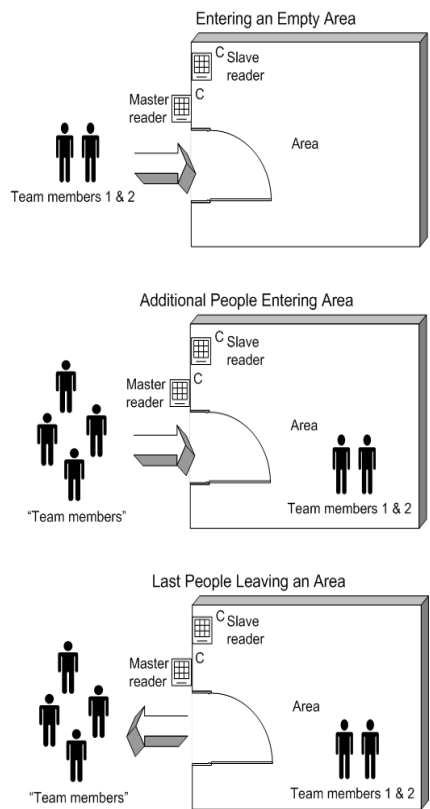 Entering an Empty Area
C Slave
reader
Master
reader
C
Area
Team members 1 & 2
Additional People Entering Area
C Slave
reader
Master
reader
C
Area
Team members 1 & 2
“Team members”
Last People Leaving an Area
C Slave
reader
Master
reader
C
Area
Team members 1 & 2
“Team members”